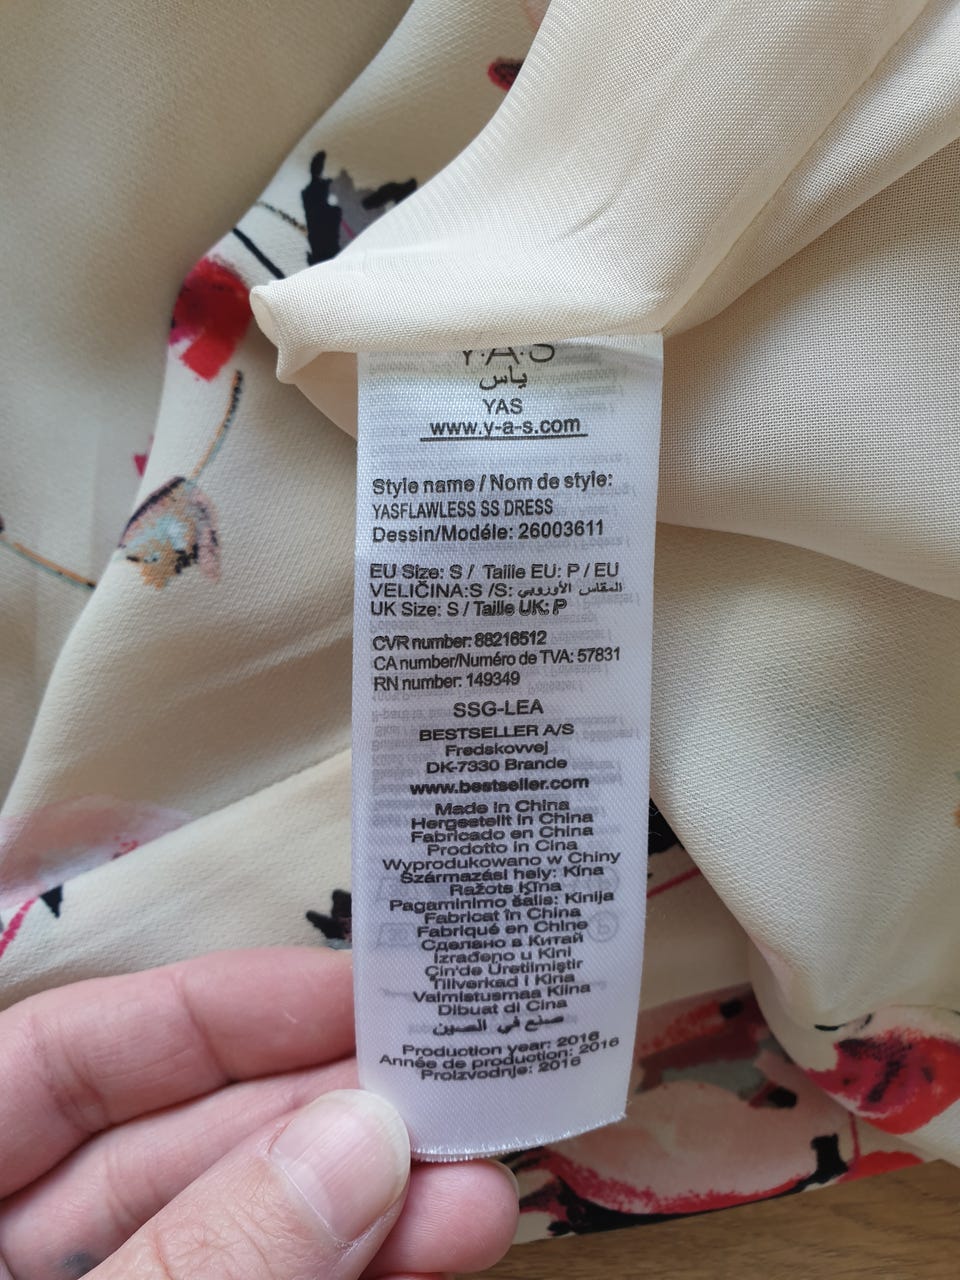 Y·A·S
ياس
YAS
www.y-a-s.com
Style name / Nom de style:
YASFLAWLESS SS DRESS
Dessin/Modéle: 26003611
EU Size: S / Taille EU: P / EU
VELIČINA:S /S: المقاس الأوروبي
UK Size: S / Taille UK: P
CVR number: 88216512
CA number/Numéro de TVA: 57831
RN number: 149349
SSG-LEA
BESTSELLER A/S
Fredskovvej
DK-7330 Brande
www.bestseller.com
Made in China
Hergestellt in China
Fabricado en China
Prodotto in Cina
Wyprodukowano w Chiny
Származási hely: Kína
Ražots Ķīna
Pagaminimo šalis: Kinija
Fabricat în China
Fabriqué en Chine
Сделано в Китай
Izrađeno u Kini
Çin'de Üretilmiştir
Tillverkad i Kina
Valmistusmaa Kiina
Dibuat di Cina
صنع في الصين
Production year: 2016
Année de production: 2016
Proizvodnje: 2016